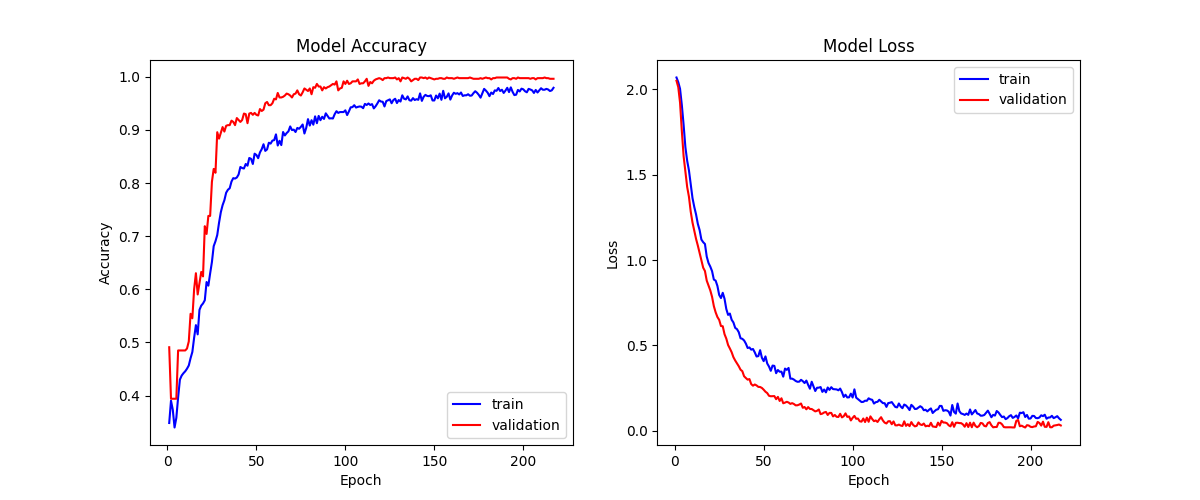 Model Accuracy
Accuracy
1.0
0.9
0.8
0.7
0.6
0.5
0.4
train
validation
0 50 100 150 200
Epoch
Model Loss
Loss
2.0
1.5
1.0
0.5
0.0
train
validation
0 50 100 150 200
Epoch